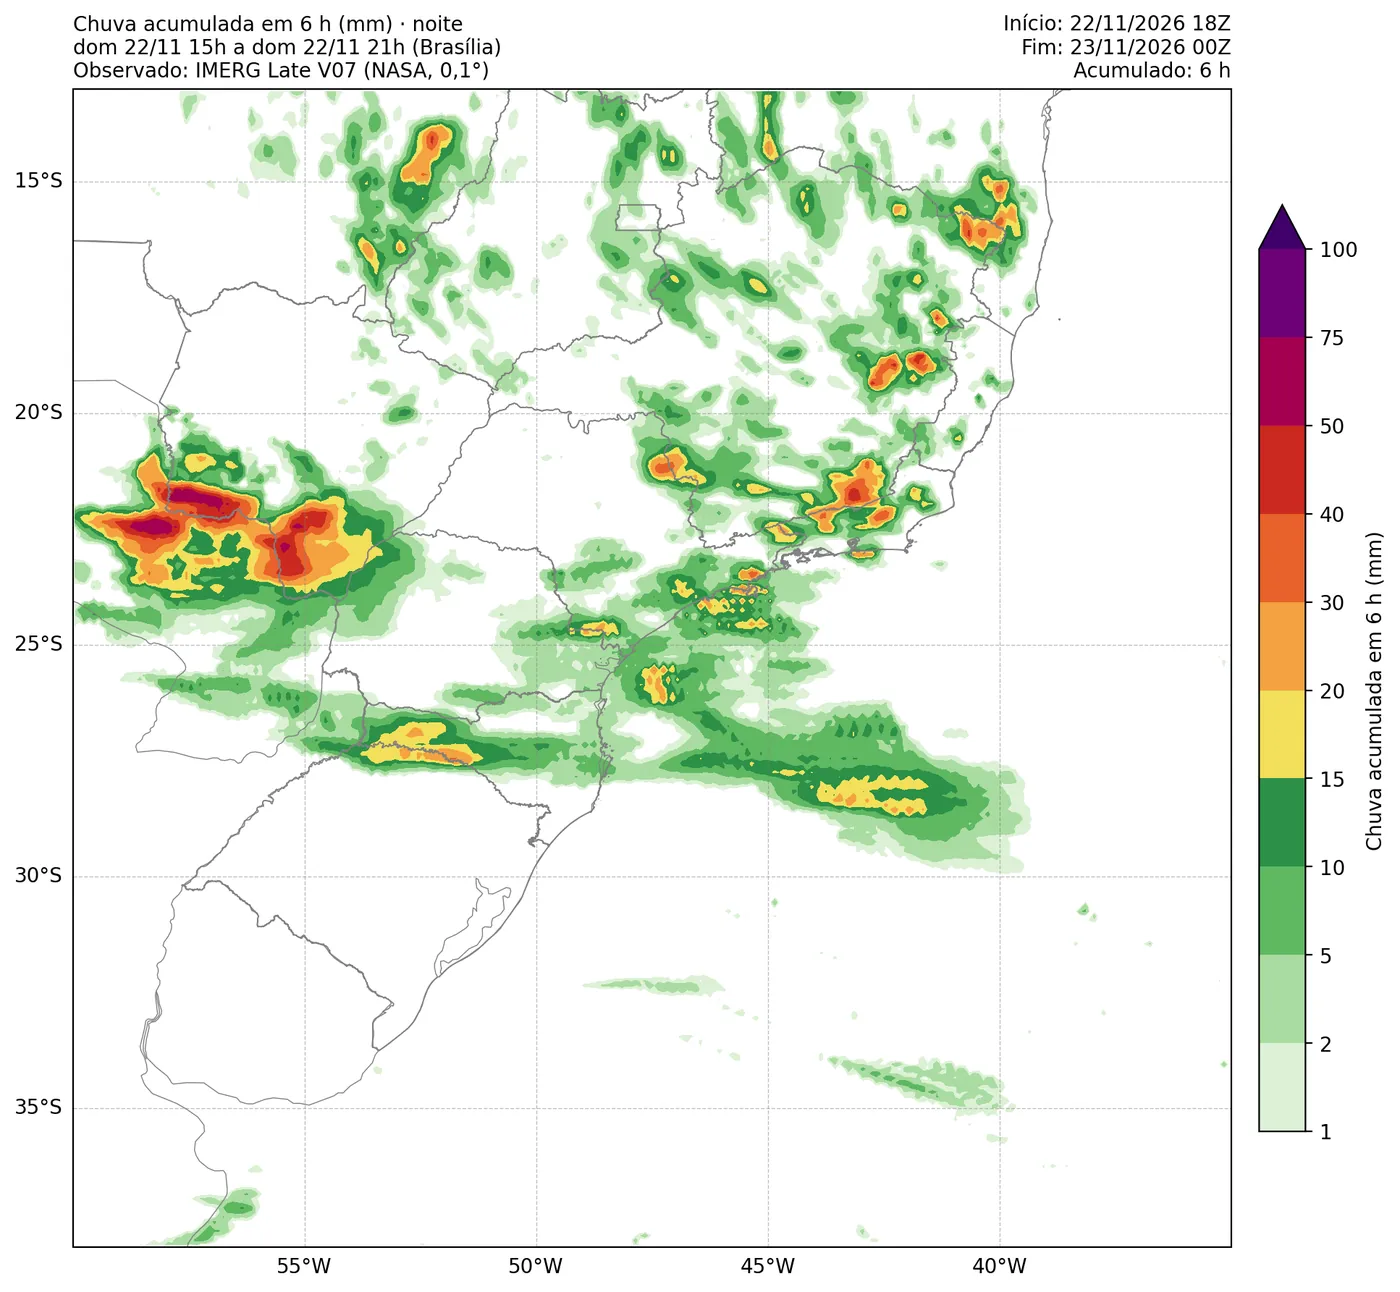 Chuva acumulada em 6 h (mm) · noite
dom 22/11 15h a dom 22/11 21h (Brasília)
Observado: IMERG Late V07 (NASA, 0,1°)
Início: 22/11/2026 18Z
Fim: 23/11/2026 00Z
Acumulado: 6 h
15°S
20°S
25°S
30°S
35°S
55°W
50°W
45°W
40°W
100
75
50
40
30
20
15
10
5
2
1
Chuva acumulada em 6 h (mm)